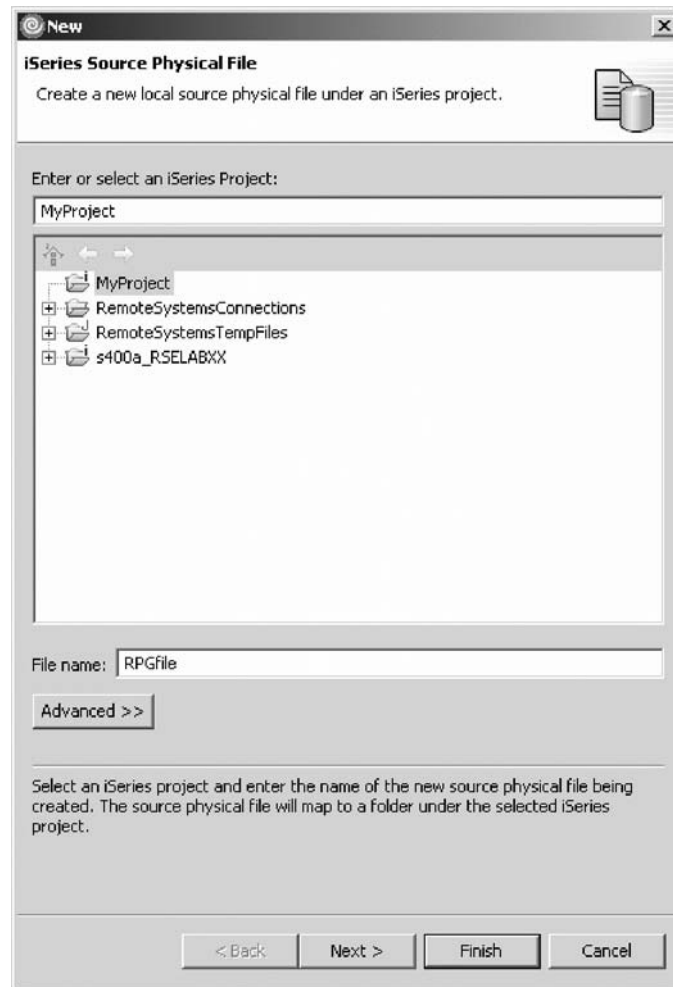 New
iSeries Source Physical File
Create a new local source physical file under an iSeries project.
Enter or select an iSeries Project:
MyProject
MyProject
RemoteSystemsConnections
RemoteSystemsTempFiles
s400a_RSELABXX
File name: RPGfile
Advanced >>
Select an iSeries project and enter the name of the new source physical file being
created. The source physical file will map to a folder under the selected iSeries
project.
< Back Next > Finish Cancel